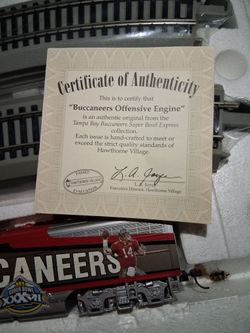 Certificate of Authenticity
This is to certify that
"Buccaneers Offensive Engine"
is an authentic original from the
Tampa Bay Buccaneers Super Bowl Express
collection.
Each issue is hand-crafted to meet or
exceed the strict quality standards of
Hawthorne Village.
Executive Director, Hawthorne Village
CANEERS
14
XXXVII